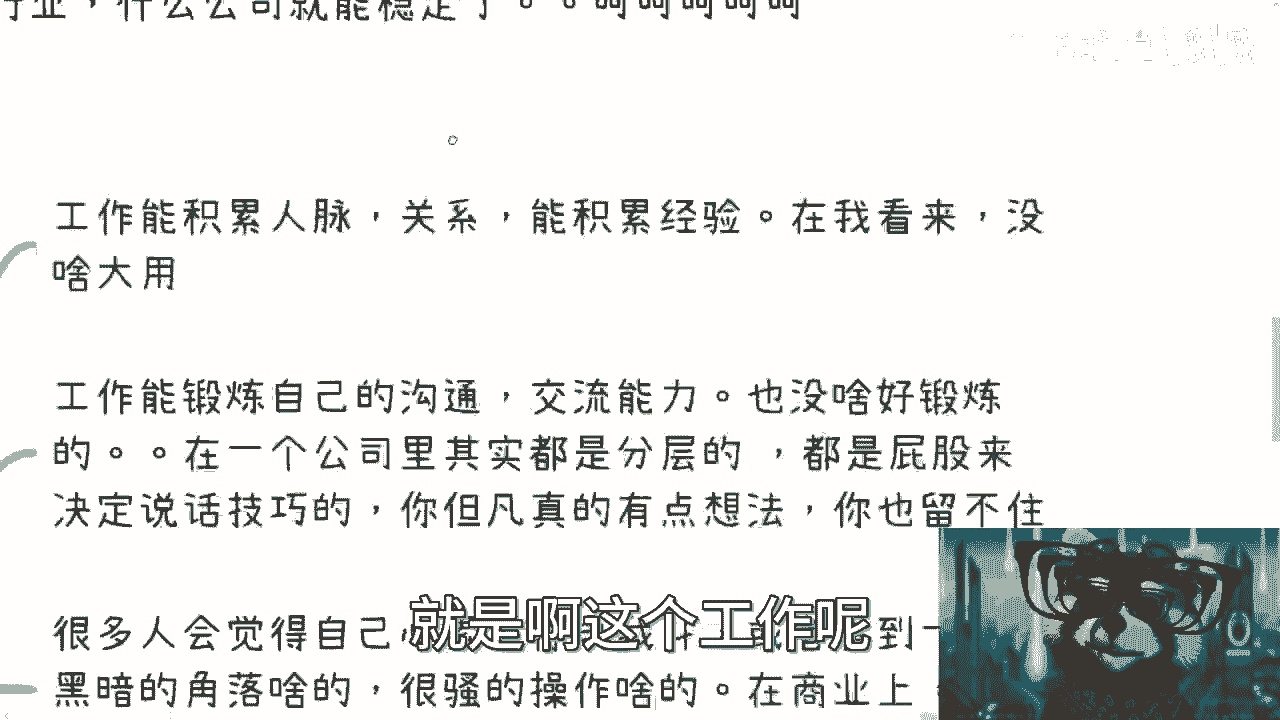 行业，什么公司就能稳定了。。呵呵呵呵呵
工作能积累人脉，关系，能积累经验。在我看来，没
啥大用
工作能锻炼自己的沟通，交流能力。也没啥好锻炼
的。。在一个公司里其实都是分层的 ，都是屁股来
决定说话技巧的，你但凡真的有点想法，你也留不住
很多人会觉得自己
到一
就是啊这个工作呢
黑暗的角落啥的，很骚的操作啥的。在商业上